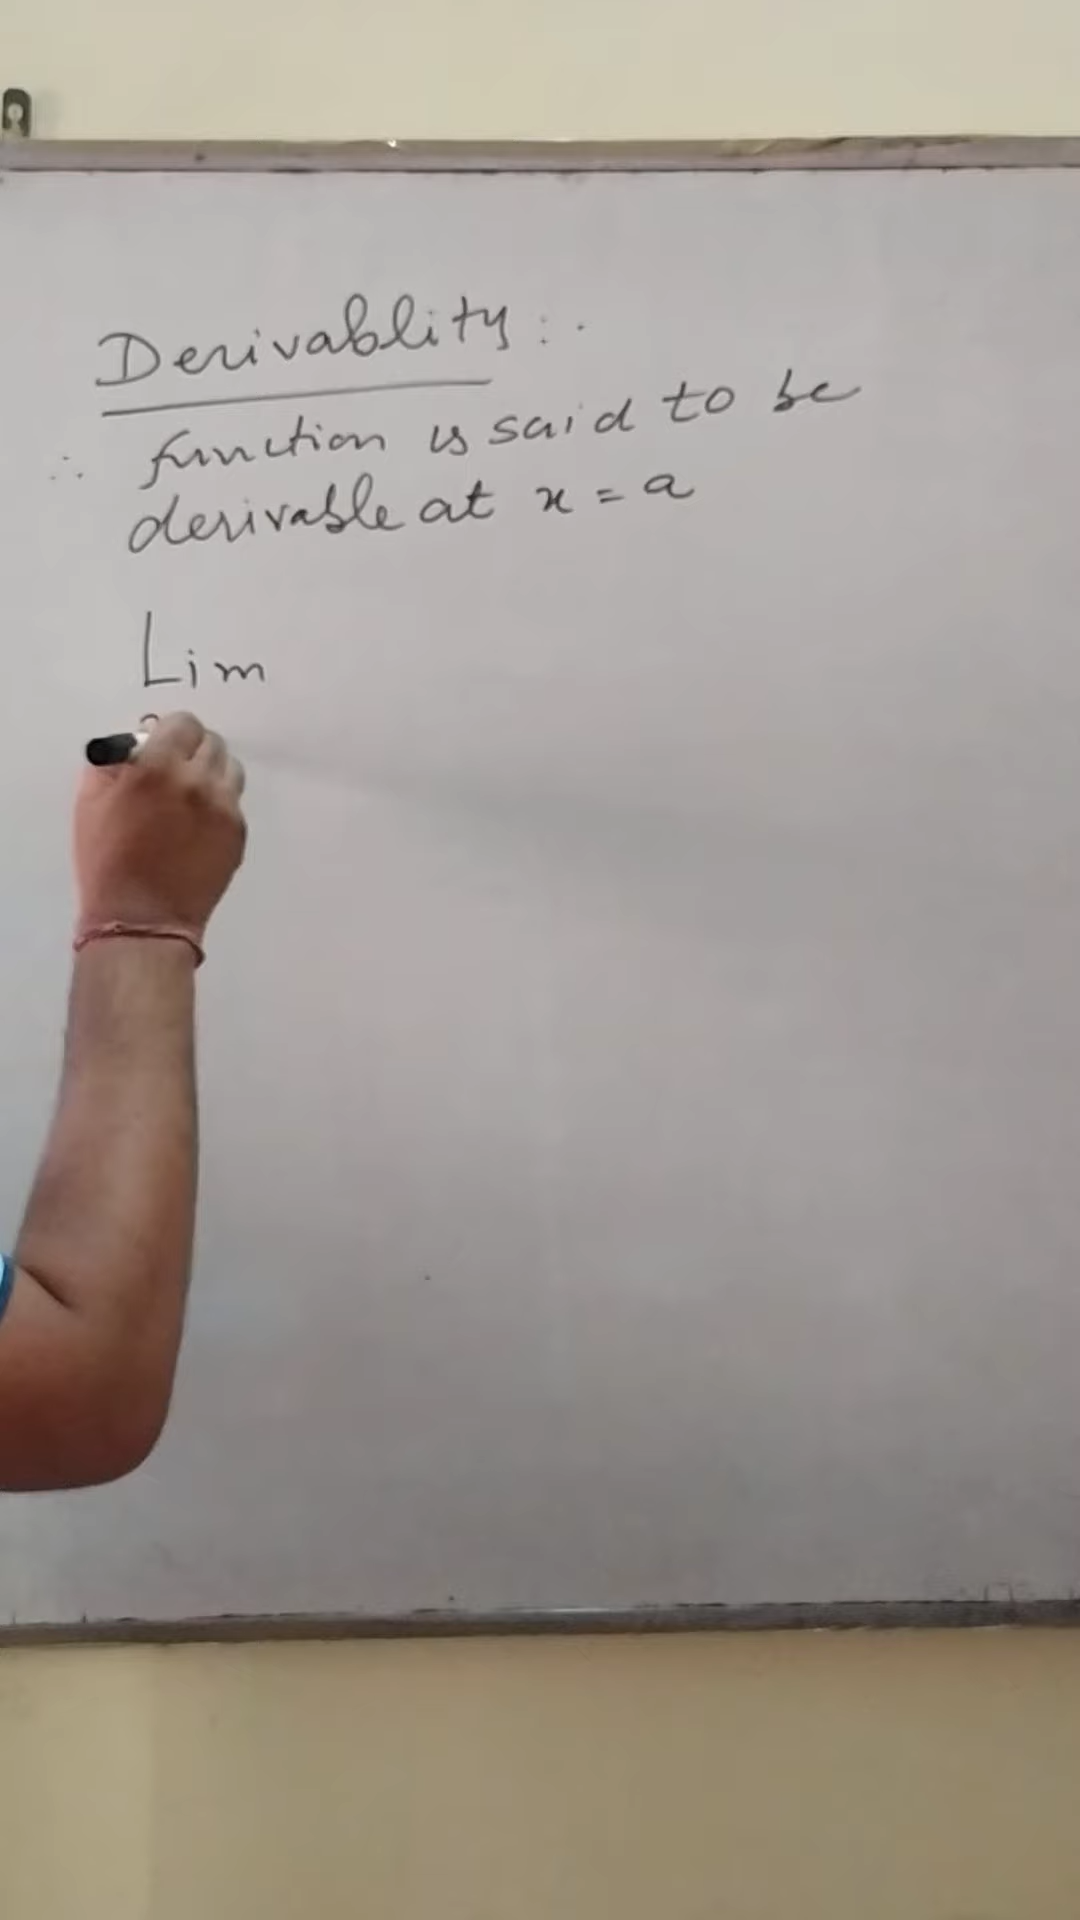 Derivablity :.
∴ function is said to be
derivable at x = a
Lim